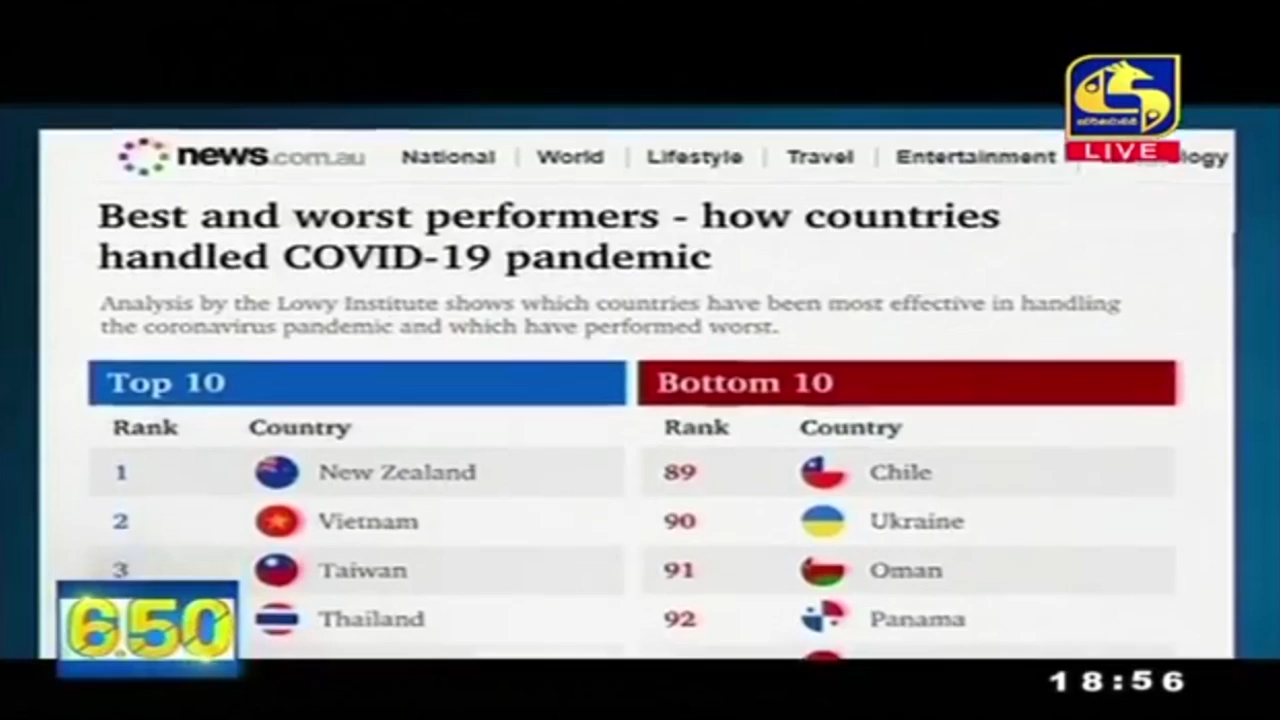 news.com.au National World Lifestyle Travel Entertainment
LIVE
Best and worst performers - how countries
handled COVID-19 pandemic
Analysis by the Lowy Institute shows which countries have been most effective in handling
the coronavirus pandemic and which have performed worst.
Top 10 Bottom 10
Rank Country Rank Country
1 New Zealand 89 Chile
2 Vietnam 90 Ukraine
3 Taiwan 91 Oman
Thailand 92 Panama
6.50
18:56